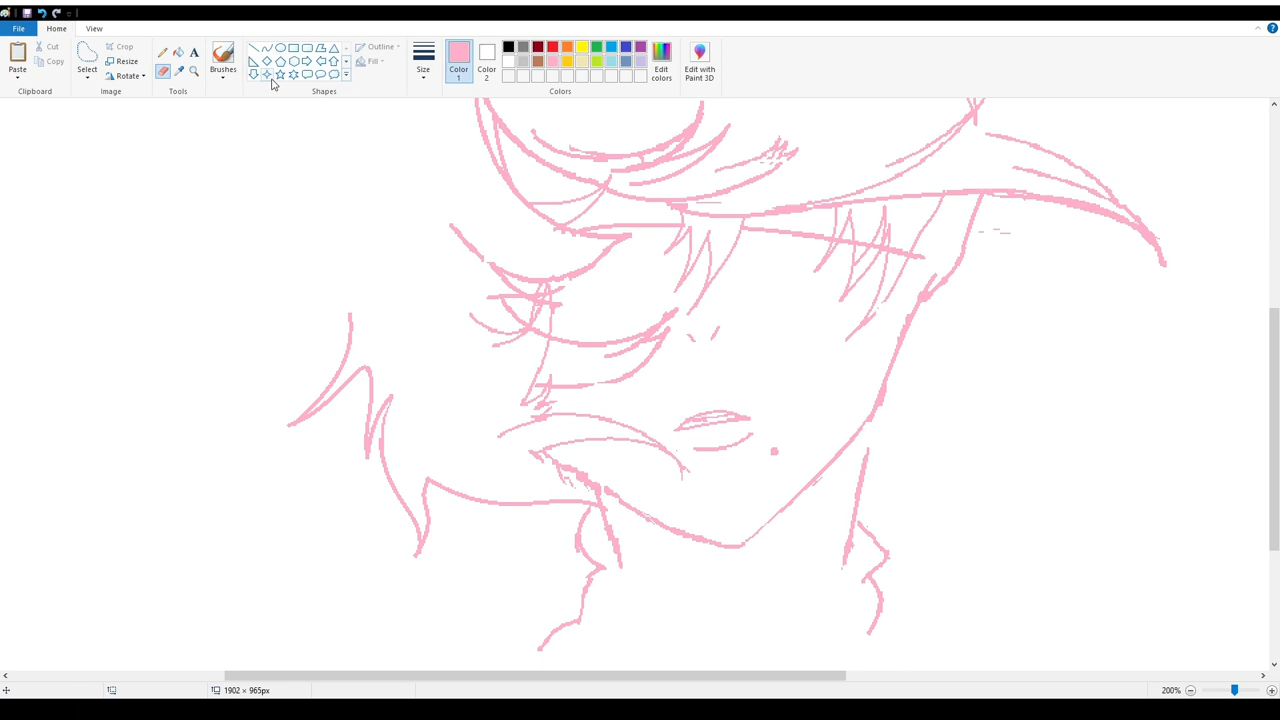 File
Home
View
Paste
Cut
Copy
Clipboard
Select
Crop
Resize
Rotate
Image
A
Tools
Brushes
Outline
Fill
Shapes
Size
Color
1
Color
2
Edit
colors
Colors
Edit with
Paint 3D
1902 × 965px
200%